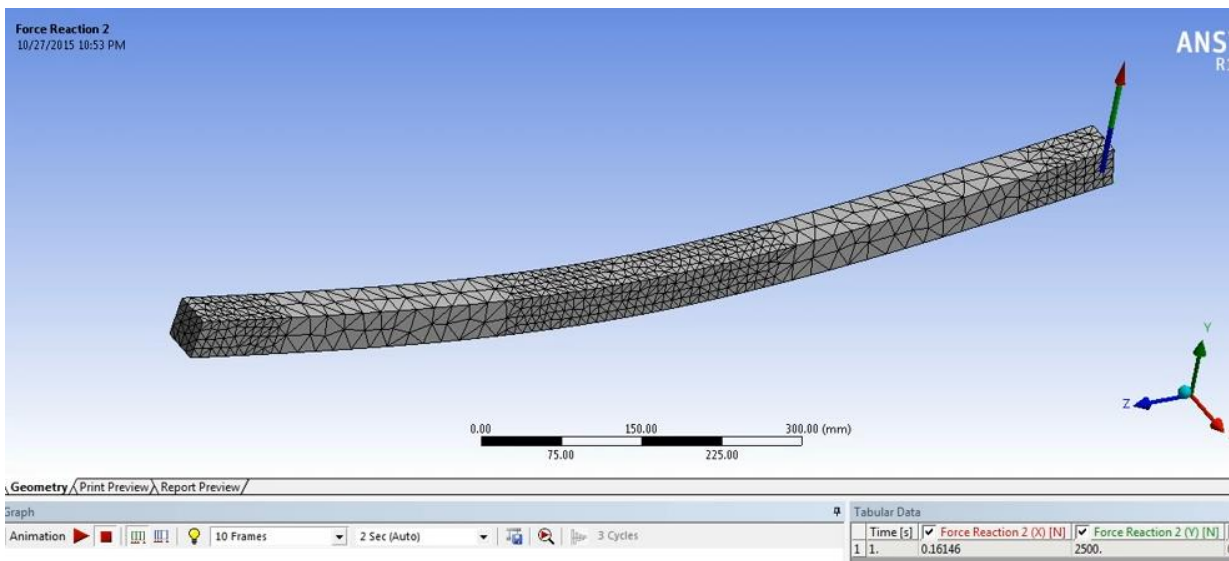 Force Reaction 2
10/27/2015 10:53 PM
ANS
Y
Z
0.00 150.00 300.00 (mm)
75.00 225.00
Geometry Print Preview Report Preview
Graph
Tabular Data
Animation 10 Frames 2 Sec (Auto) 3 Cycles
Time [s] Force Reaction 2 (X) [N] Force Reaction 2 (Y) [N]
1 1. 0.16146 2500.